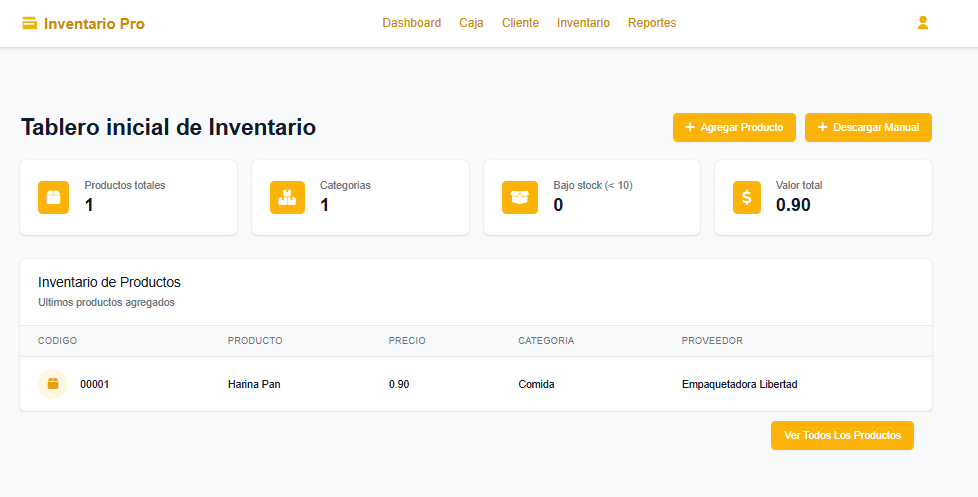 Inventario Pro Dashboard Caja Cliente Inventario Reportes
Tablero inicial de Inventario
+ Agregar Producto + Descargar Manual
Productos totales
1
Categorias
1
Bajo stock (< 10)
0
$
Valor total
0.90
Inventario de Productos
Ultimos productos agregados
CODIGO PRODUCTO PRECIO CATEGORIA PROVEEDOR
00001 Harina Pan 0.90 Comida Empaquetadora Libertad
Ver Todos Los Productos